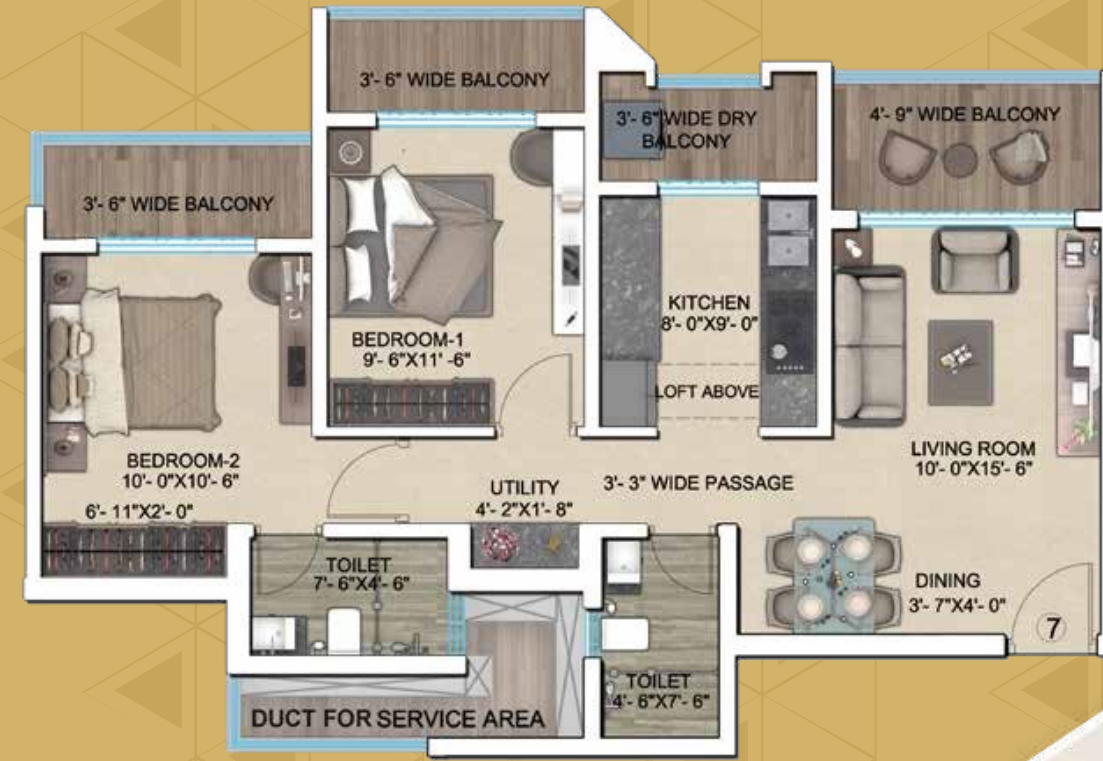 3'- 6" WIDE BALCONY
3'- 6" WIDE DRY
BALCONY
4'- 9" WIDE BALCONY
3'- 6" WIDE BALCONY
KITCHEN
8'- 0"X9'- 0"
BEDROOM-1
9'- 6"X11' -6"
LOFT ABOVE
LIVING ROOM
10'- 0"X15'- 6"
BEDROOM-2
10'- 0"X10'- 6"
6'- 11"X2'- 0"
UTILITY
4'- 2"X1'- 8"
3'- 3" WIDE PASSAGE
TOILET
7'- 6"X4'- 6"
DINING
3'- 7"X4'- 0"
7
TOILET
4'- 6"X7'- 6"
DUCT FOR SERVICE AREA